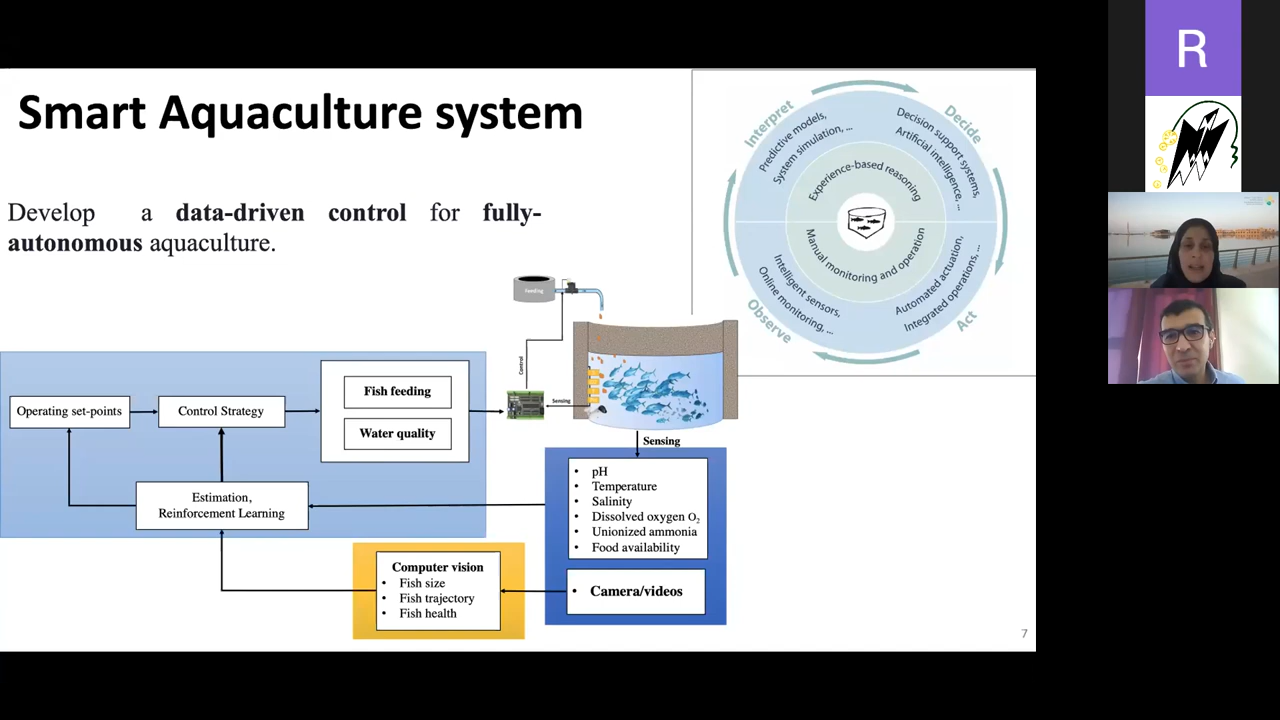 Smart Aquaculture system
Develop a data-driven control for fully-
autonomous aquaculture.
Interpret
Predictive models,
System simulation, ...
Decide
Decision support systems,
Artificial intelligence, ...
Experience-based reasoning
Manual monitoring and operation
Intelligent sensors,
Online monitoring, ...
Observe
Automated actuation,
Integrated operations, ...
Act
Feeding
Control
Sensing
Operating set-points
Control Strategy
Fish feeding
Water quality
Estimation,
Reinforcement Learning
Sensing
• pH
• Temperature
• Salinity
• Dissolved oxygen O₂
• Unionized ammonia
• Food availability
• Camera/videos
Computer vision
• Fish size
• Fish trajectory
• Fish health
7
R